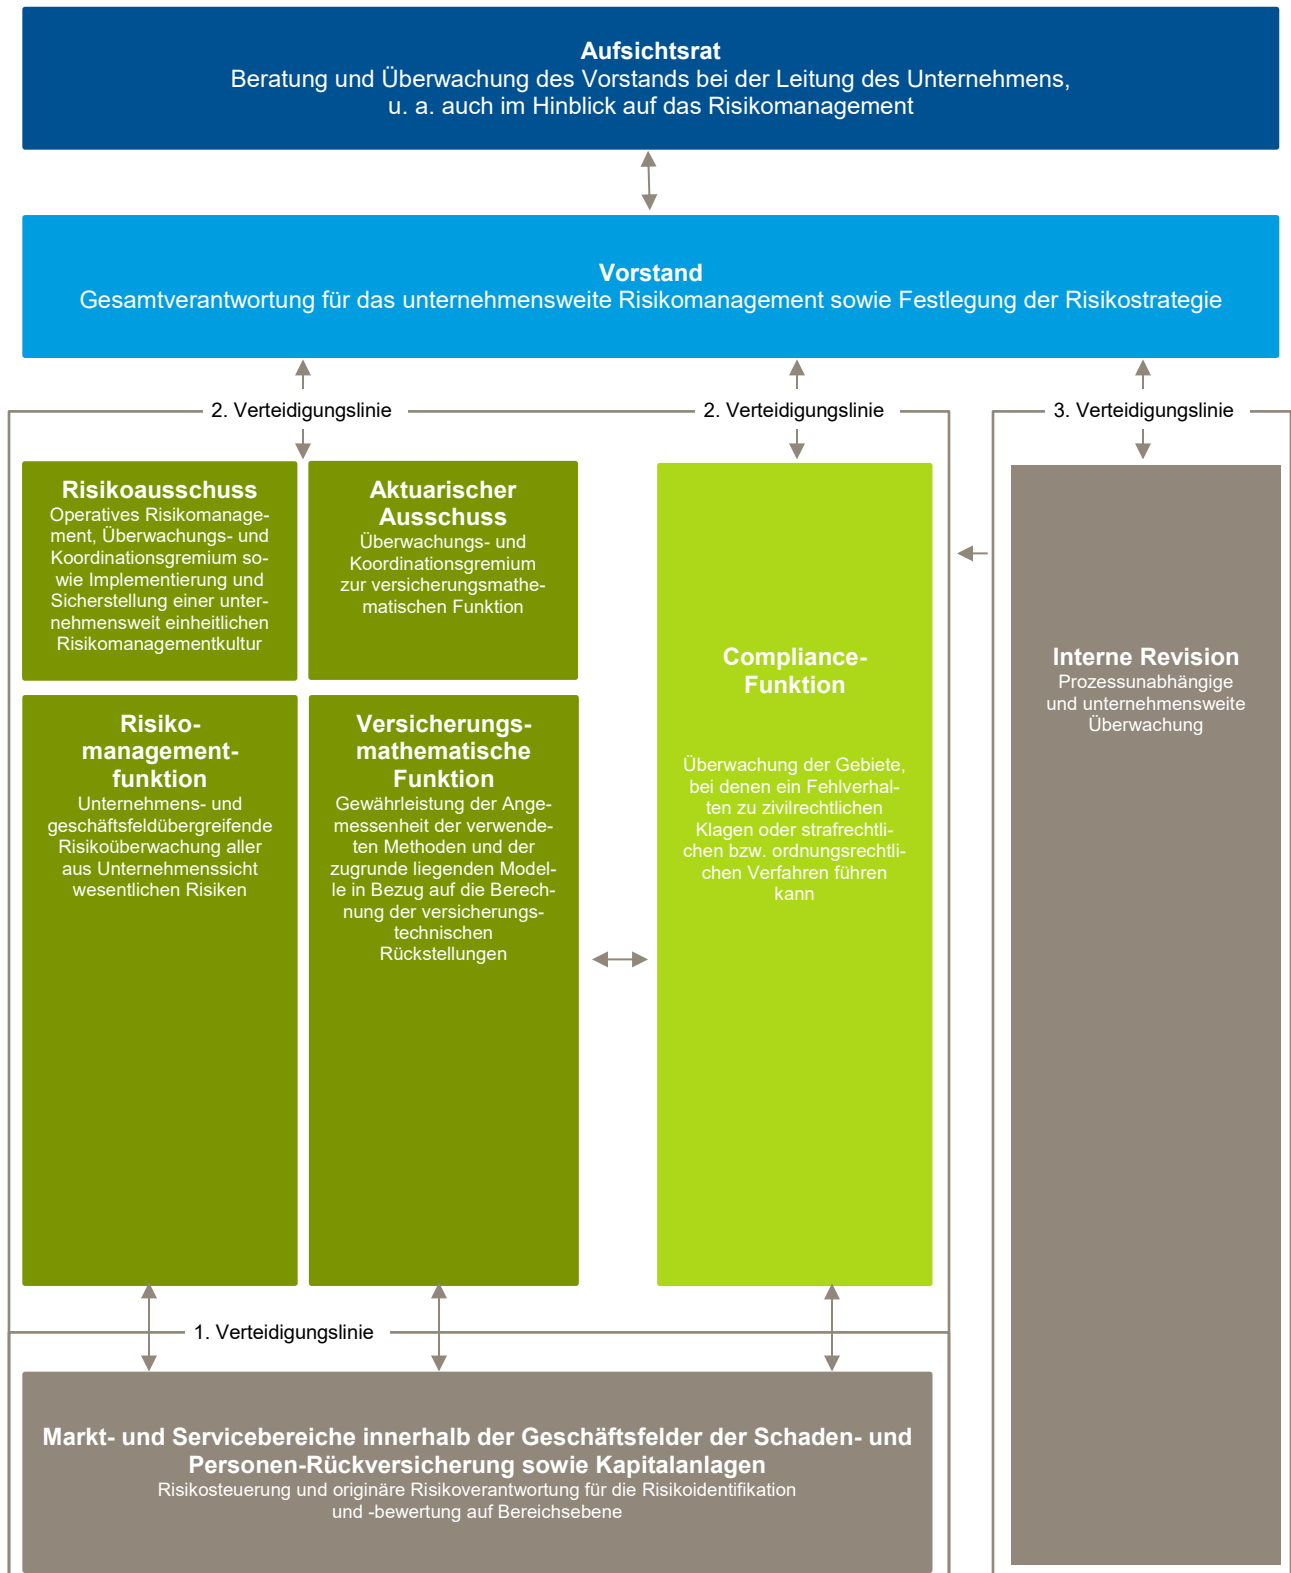 Aufsichtsrat
Beratung und Überwachung des Vorstands bei der Leitung des Unternehmens,
u. a. auch im Hinblick auf das Risikomanagement
Vorstand
Gesamtverantwortung für das unternehmensweite Risikomanagement sowie Festlegung der Risikostrategie
2. Verteidigungslinie
2. Verteidigungslinie
3. Verteidigungslinie
Risikoausschuss
Operatives Risikomanage-
ment, Überwachungs- und
Koordinationsgremium so-
wie Implementierung und
Sicherstellung einer unter-
nehmensweit einheitlichen
Risikomanagementkultur
Aktuarischer
Ausschuss
Überwachungs- und
Koordinationsgremium
zur versicherungsmathe-
matischen Funktion
Risiko-
management-
funktion
Unternehmens- und
geschäftsfeldübergreifende
Risikoüberwachung aller
aus Unternehmenssicht
wesentlichen Risiken
Versicherungs-
mathematische
Funktion
Gewährleistung der Ange-
messenheit der verwende-
ten Methoden und der
zugrunde liegenden Model-
le in Bezug auf die Berech-
nung der versicherungs-
technischen
Rückstellungen
Compliance-
Funktion
Überwachung der Gebiete,
bei denen ein Fehlverhal-
ten zu zivilrechtlichen
Klagen oder strafrechtli-
chen bzw. ordnungsrechtli-
chen Verfahren führen
kann
Interne Revision
Prozessunabhängige
und unternehmensweite
Überwachung
1. Verteidigungslinie
Markt- und Servicebereiche innerhalb der Geschäftsfelder der Schaden- und
Personen-Rückversicherung sowie Kapitalanlagen
Risikosteuerung und originäre Risikoverantwortung für die Risikoidentifikation
und -bewertung auf Bereichsebene